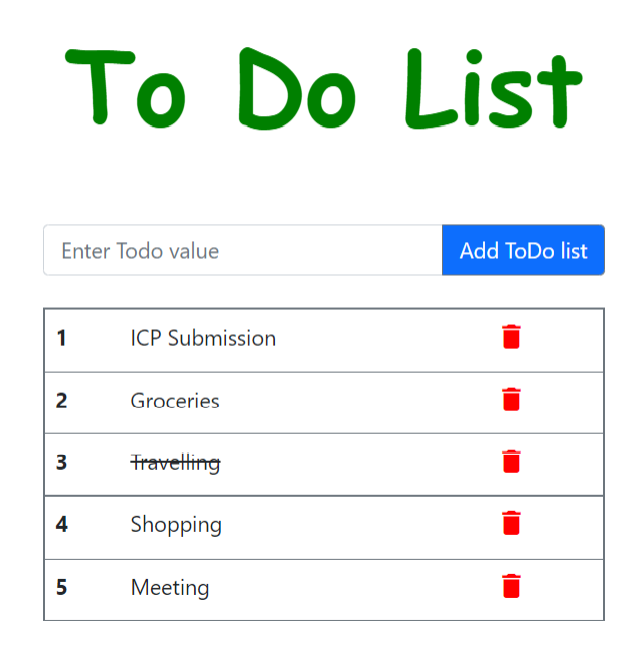 To Do List
Enter Todo value Add ToDo list
1 ICP Submission
2 Groceries
3 Travelling
4 Shopping
5 Meeting